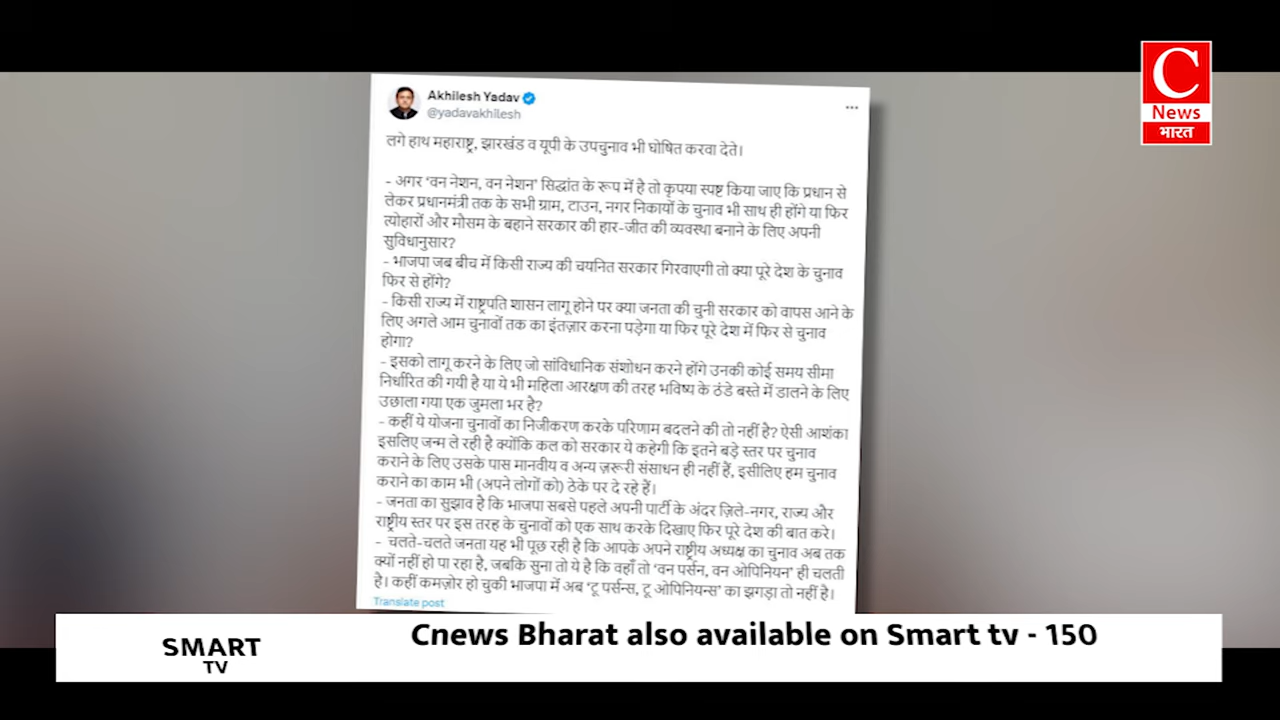 C
News
भारत
Akhilesh Yadav
@yadavakhilesh
लगे हाथ महाराष्ट्र, झारखंड व यूपी के उपचुनाव भी घोषित करवा देते।
- अगर ‘वन नेशन, वन नेशन’ सिद्धांत के रूप में है तो कृपया स्पष्ट किया जाए कि प्रधान से
लेकर प्रधानमंत्री तक के सभी ग्राम, टाउन, नगर निकायों के चुनाव भी साथ ही होंगे या फिर
त्योहारों और मौसम के बहाने सरकार की हार-जीत की व्यवस्था बनाने के लिए अपनी
सुविधानुसार?
- भाजपा जब बीच में किसी राज्य की चयनित सरकार गिरवाएगी तो क्या पूरे देश के चुनाव
फिर से होंगे?
- किसी राज्य में राष्ट्रपति शासन लागू होने पर क्या जनता की चुनी सरकार को वापस आने के
लिए अगले आम चुनावों तक का इंतज़ार करना पड़ेगा या फिर पूरे देश में फिर से चुनाव
होगा?
- इसको लागू करने के लिए जो सांविधानिक संशोधन करने होंगे उनकी कोई समय सीमा
निर्धारित की गयी है या ये भी महिला आरक्षण की तरह भविष्य के ठंडे बस्ते में डालने के लिए
उछाला गया एक जुमला भर है?
- कहीं ये योजना चुनावों का निजीकरण करके परिणाम बदलने की तो नहीं है? ऐसी आशंका
इसलिए जन्म ले रही है क्योंकि कल को सरकार ये कहेगी कि इतने बड़े स्तर पर चुनाव
कराने के लिए उसके पास मानवीय व अन्य ज़रूरी संसाधन ही नहीं हैं, इसीलिए हम चुनाव
कराने का काम भी (अपने लोगों को) ठेके पर दे रहे हैं।
- जनता का सुझाव है कि भाजपा सबसे पहले अपनी पार्टी के अंदर ज़िले-नगर, राज्य और
राष्ट्रीय स्तर पर इस तरह के चुनावों को एक साथ करके दिखाए फिर पूरे देश की बात करे।
- चलते-चलते जनता यह भी पूछ रही है कि आपके अपने राष्ट्रीय अध्यक्ष का चुनाव अब तक
क्यों नहीं हो पा रहा है, जबकि सुना तो ये है कि वहाँ तो ‘वन पर्सन, वन ओपिनियन’ ही चलती
है। कहीं कमज़ोर हो चुकी भाजपा में अब ‘टू पर्सन्स, टू ओपिनियन्स’ का झगड़ा तो नहीं है।
Translate post
SMART
TV
Cnews Bharat also available on Smart tv - 150